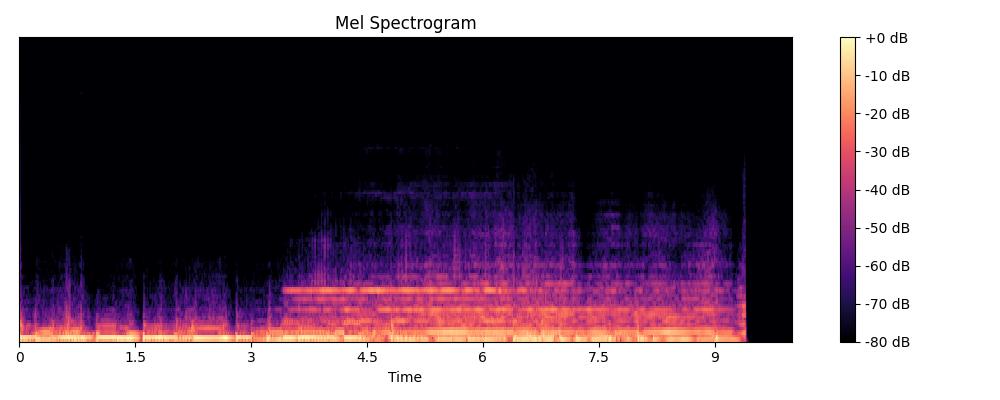 Mel Spectrogram
+0 dB
-10 dB
-20 dB
-30 dB
-40 dB
-50 dB
-60 dB
-70 dB
-80 dB
0 1.5 3 4.5 6 7.5 9
Time